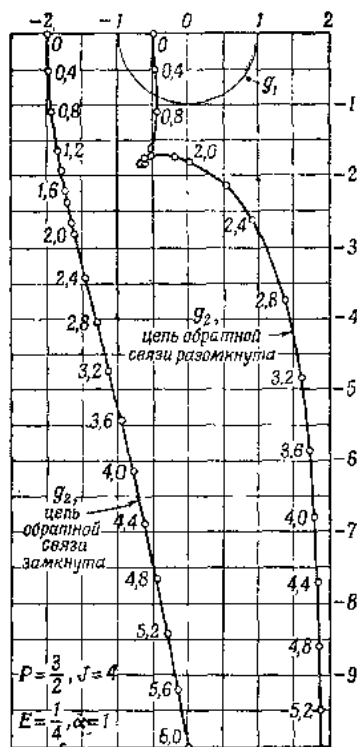 -2 -1 0 1 2
0 0
0,4 0,4
0,8 0,8
g₁
-1
1,2
2,0
-2
1,6
2,0
2,4
-3
2,4
2,8
g₂,
цепь обратной
связи разомкнута
-4
2,8
3,2
3,2
-5
3,6
3,6
-6
4,0
g₂,
цепь
обратной
связи
замкнута
4,0
4,4
-7
4,4
4,8
-8
4,8
5,2
P = 3/2, J = 4
-9
5,6
5,2
E = 1/4, α = 1
6,0